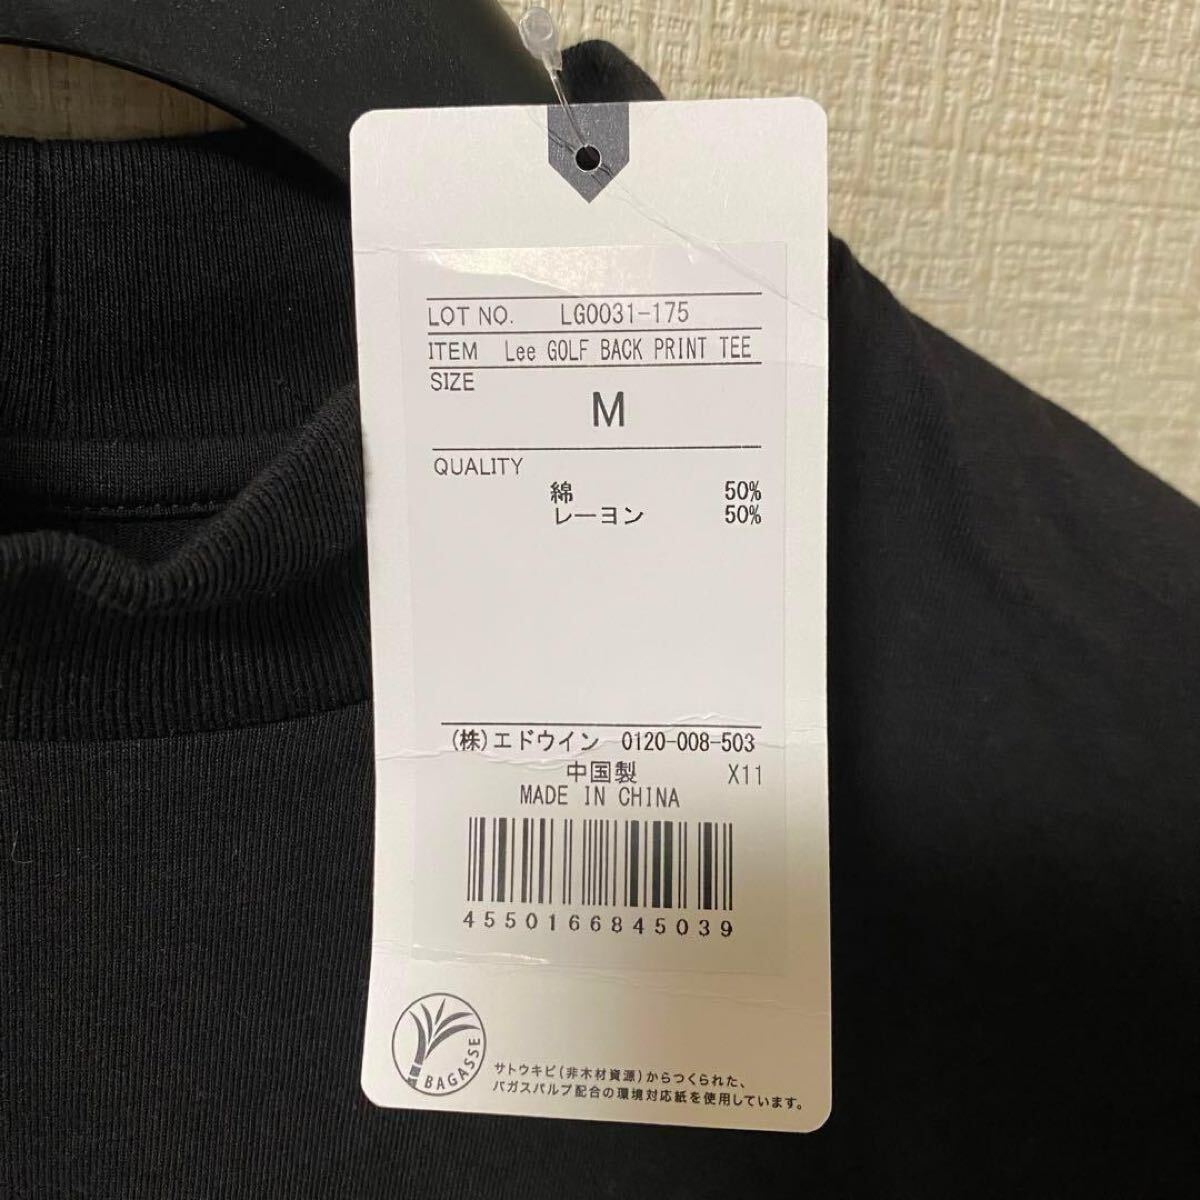 LOT NO. LG0031-175
ITEM Lee GOLF BACK PRINT TEE
SIZE
M
QUALITY
綿 50%
レーヨン 50%
(株)エドウイン 0120-008-503
中国製 X11
MADE IN CHINA
4550166845039
BAGASSE
サトウキビ(非木材資源)からつくられた、
バガスパルプ配合の環境対応紙を使用しています。